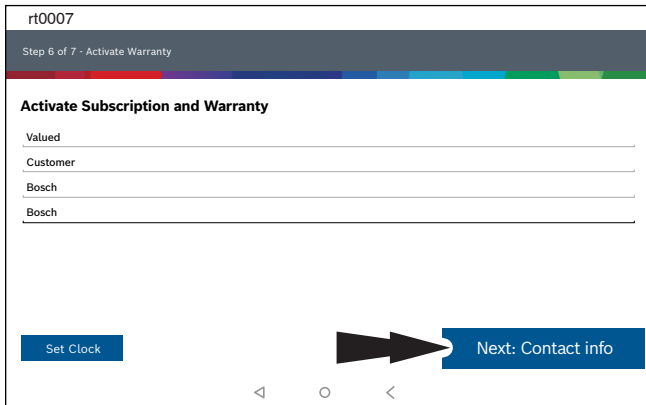 rt0007
Step 6 of 7 - Activate Warranty
Activate Subscription and Warranty
Valued
Customer
Bosch
Bosch
Set Clock
Next: Contact info